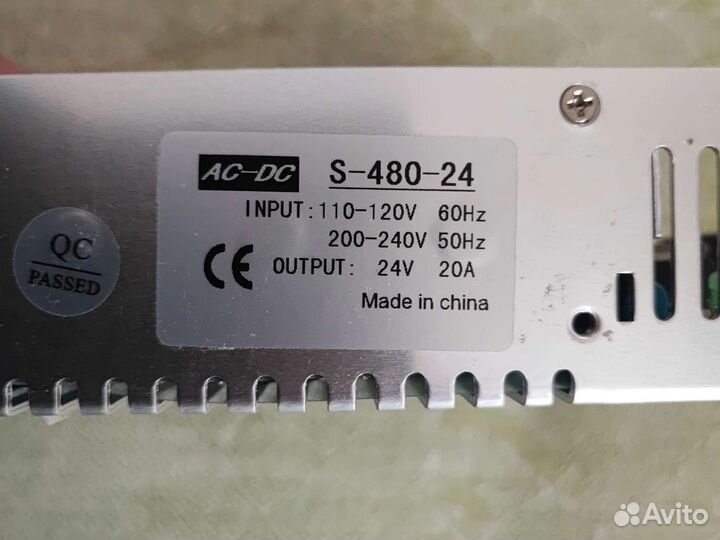 AC-DC S-480-24
INPUT: 110-120V 60Hz
200-240V 50Hz
CE OUTPUT: 24V 20A
Made in china
QC
PASSED
Avito